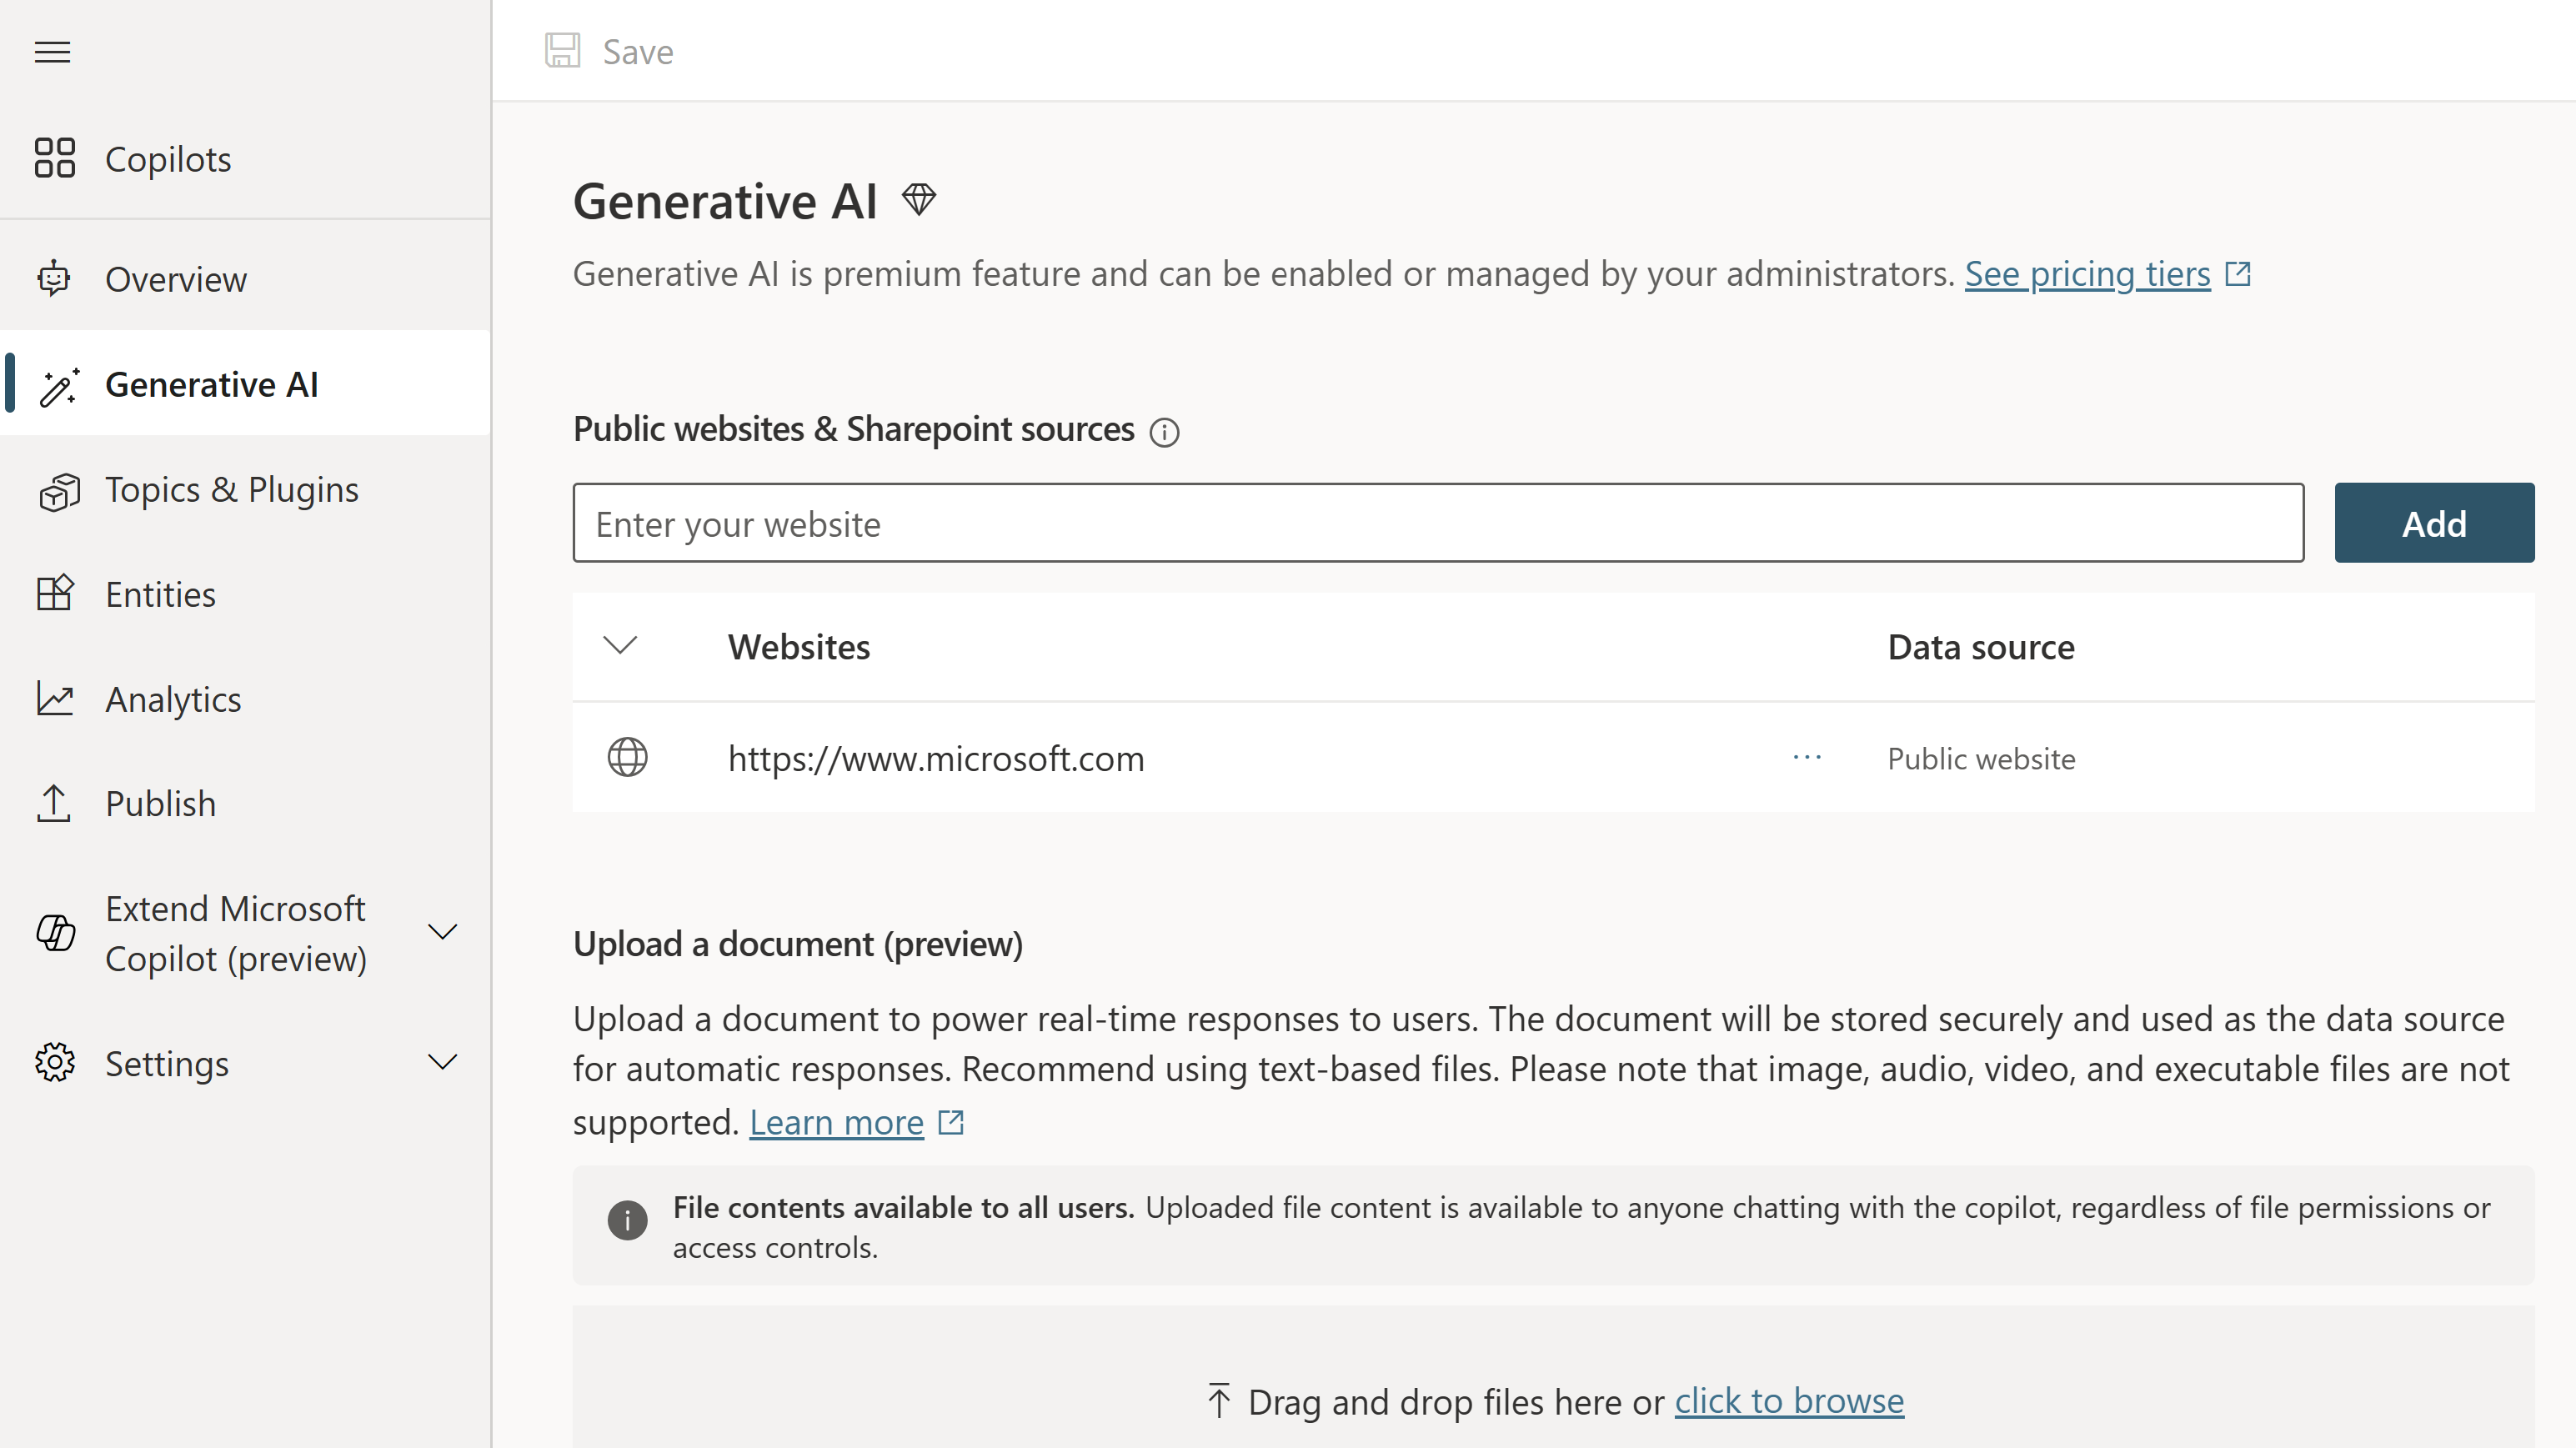 Save
Copilots
Overview
Generative AI
Topics & Plugins
Entities
Analytics
Publish
Extend Microsoft
Copilot (preview)
Settings
Generative AI
Generative AI is premium feature and can be enabled or managed by your administrators. See pricing tiers
Public websites & Sharepoint sources
Enter your website
Add
Websites Data source
https://www.microsoft.com ... Public website
Upload a document (preview)
Upload a document to power real-time responses to users. The document will be stored securely and used as the data source
for automatic responses. Recommend using text-based files. Please note that image, audio, video, and executable files are not
supported. Learn more
File contents available to all users. Uploaded file content is available to anyone chatting with the copilot, regardless of file permissions or
access controls.
Drag and drop files here or click to browse